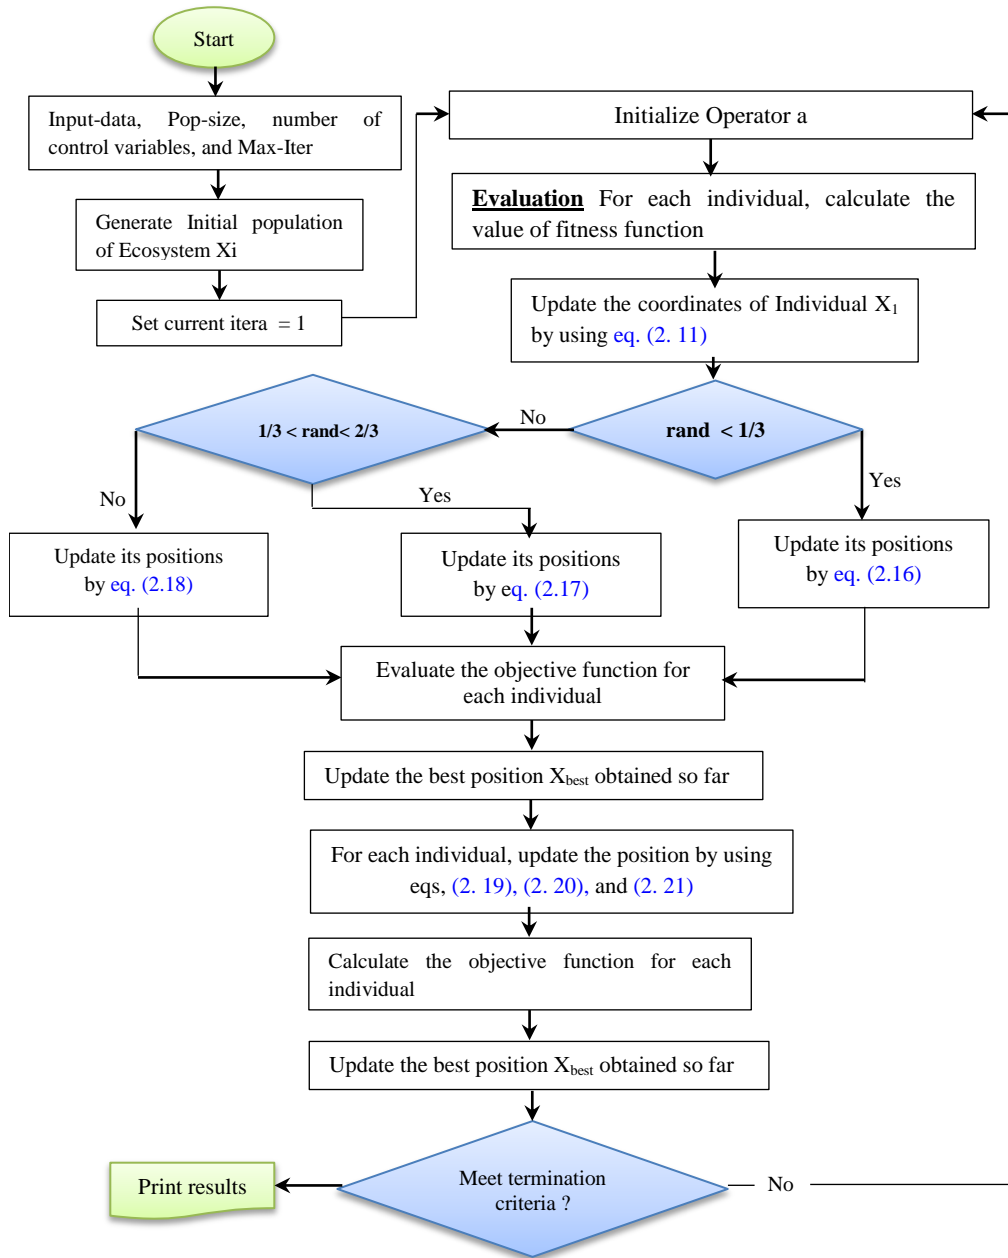 Start
Input-data, Pop-size, number of
control variables, and Max-Iter
Generate Initial population
of Ecosystem Xi
Set current itera = 1
Initialize Operator a
Evaluation For each individual, calculate the
value of fitness function
Update the coordinates of Individual X1
by using eq. (2. 11)
rand < 1/3
No
1/3 < rand< 2/3
Yes
No
Yes
Update its positions
by eq. (2.18)
Update its positions
by eq. (2.17)
Update its positions
by eq. (2.16)
Evaluate the objective function for
each individual
Update the best position Xbest obtained so far
For each individual, update the position by using
eqs, (2. 19), (2. 20), and (2. 21)
Calculate the objective function for each
individual
Update the best position Xbest obtained so far
Meet termination
criteria ?
No
Print results